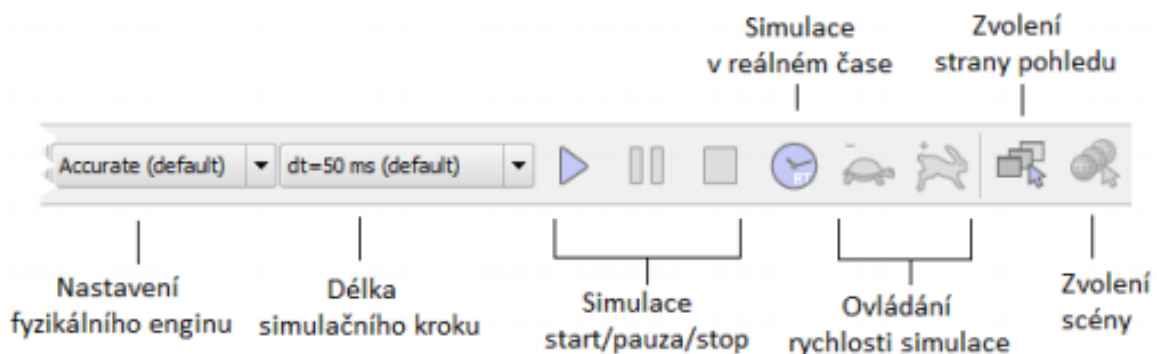 Simulace
v reálném čase
Zvolení
strany pohledu
Accurate (default)
dt=50 ms (default)
RT
Nastavení
fyzikálního enginu
Délka
simulačního kroku
Simulace
start/pauza/stop
Ovládání
rychlosti simulace
Zvolení
scény